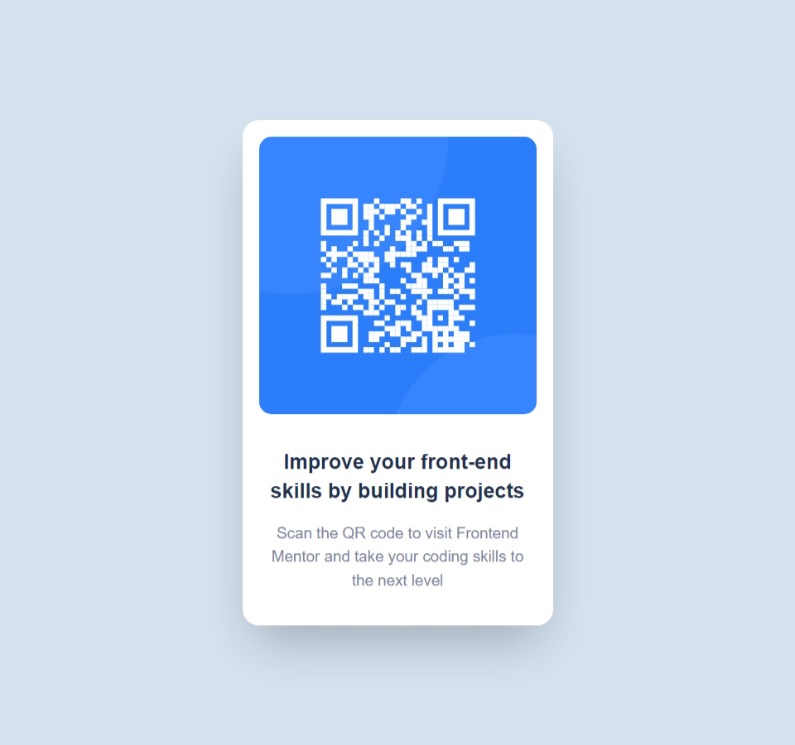 Improve your front-end
skills by building projects
Scan the QR code to visit Frontend
Mentor and take your coding skills to
the next level